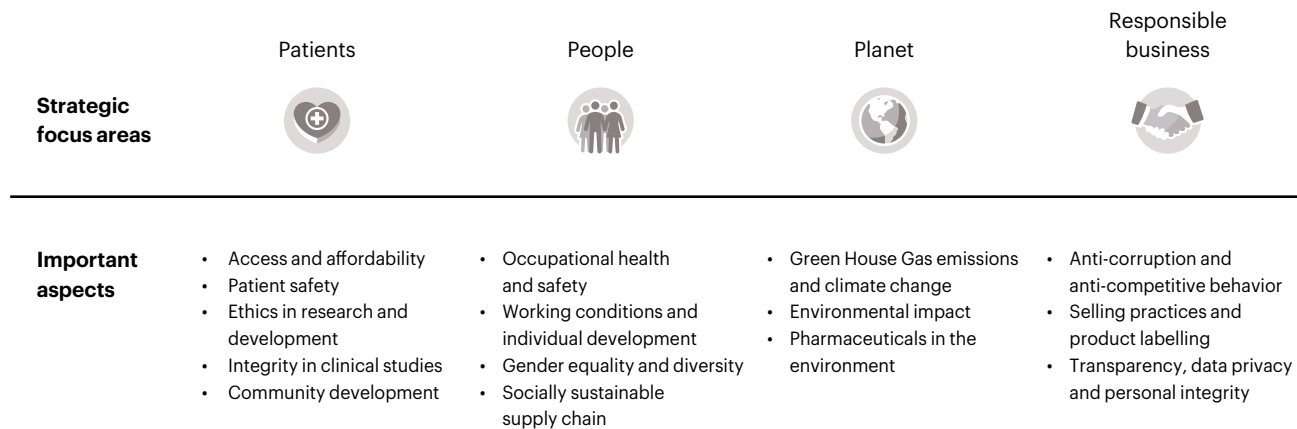 Patients
People
Planet
Responsible
business
Strategic
focus areas
Important
aspects
• Access and affordability
• Patient safety
• Ethics in research and
development
• Integrity in clinical studies
• Community development
• Occupational health
and safety
• Working conditions and
individual development
• Gender equality and diversity
• Socially sustainable
supply chain
• Green House Gas emissions
and climate change
• Environmental impact
• Pharmaceuticals in the
environment
• Anti-corruption and
anti-competitive behavior
• Selling practices and
product labelling
• Transparency, data privacy
and personal integrity